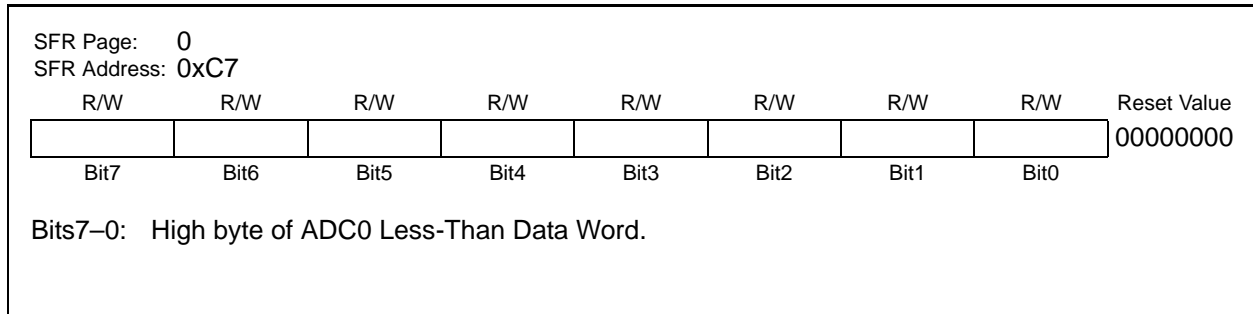 SFR Page: 0
SFR Address: 0xC7
R/W R/W R/W R/W R/W R/W R/W R/W Reset Value
00000000
Bit7 Bit6 Bit5 Bit4 Bit3 Bit2 Bit1 Bit0
Bits7–0: High byte of ADC0 Less-Than Data Word.